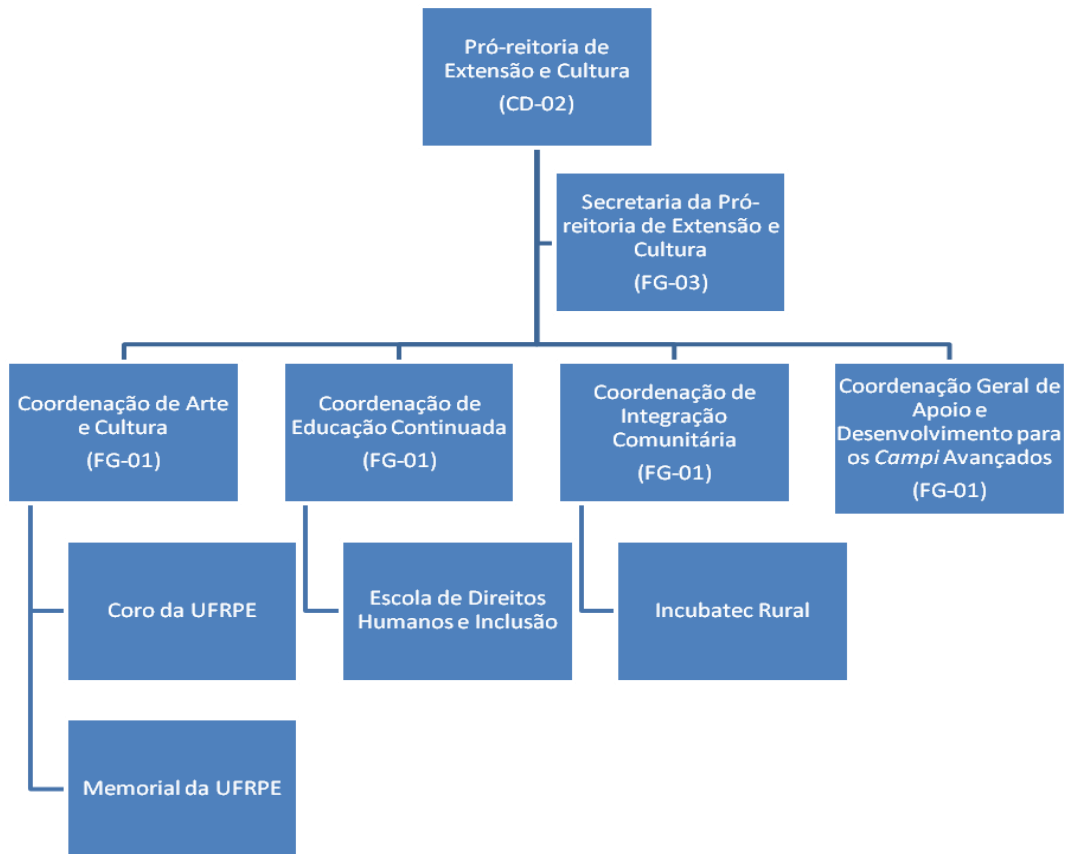 Pró-reitoria de
Extensão e Cultura
(CD-02)
Secretaria da Pró-
reitoria de Extensão e
Cultura
(FG-03)
Coordenação de Arte
e Cultura
(FG-01)
Coordenação de
Educação Continuada
(FG-01)
Coordenação de
Integração
Comunitária
(FG-01)
Coordenação Geral de
Apoio e
Desenvolvimento para
os Campi Avançados
(FG-01)
Coro da UFRPE
Escola de Direitos
Humanos e Inclusão
Incubatec Rural
Memorial da UFRPE